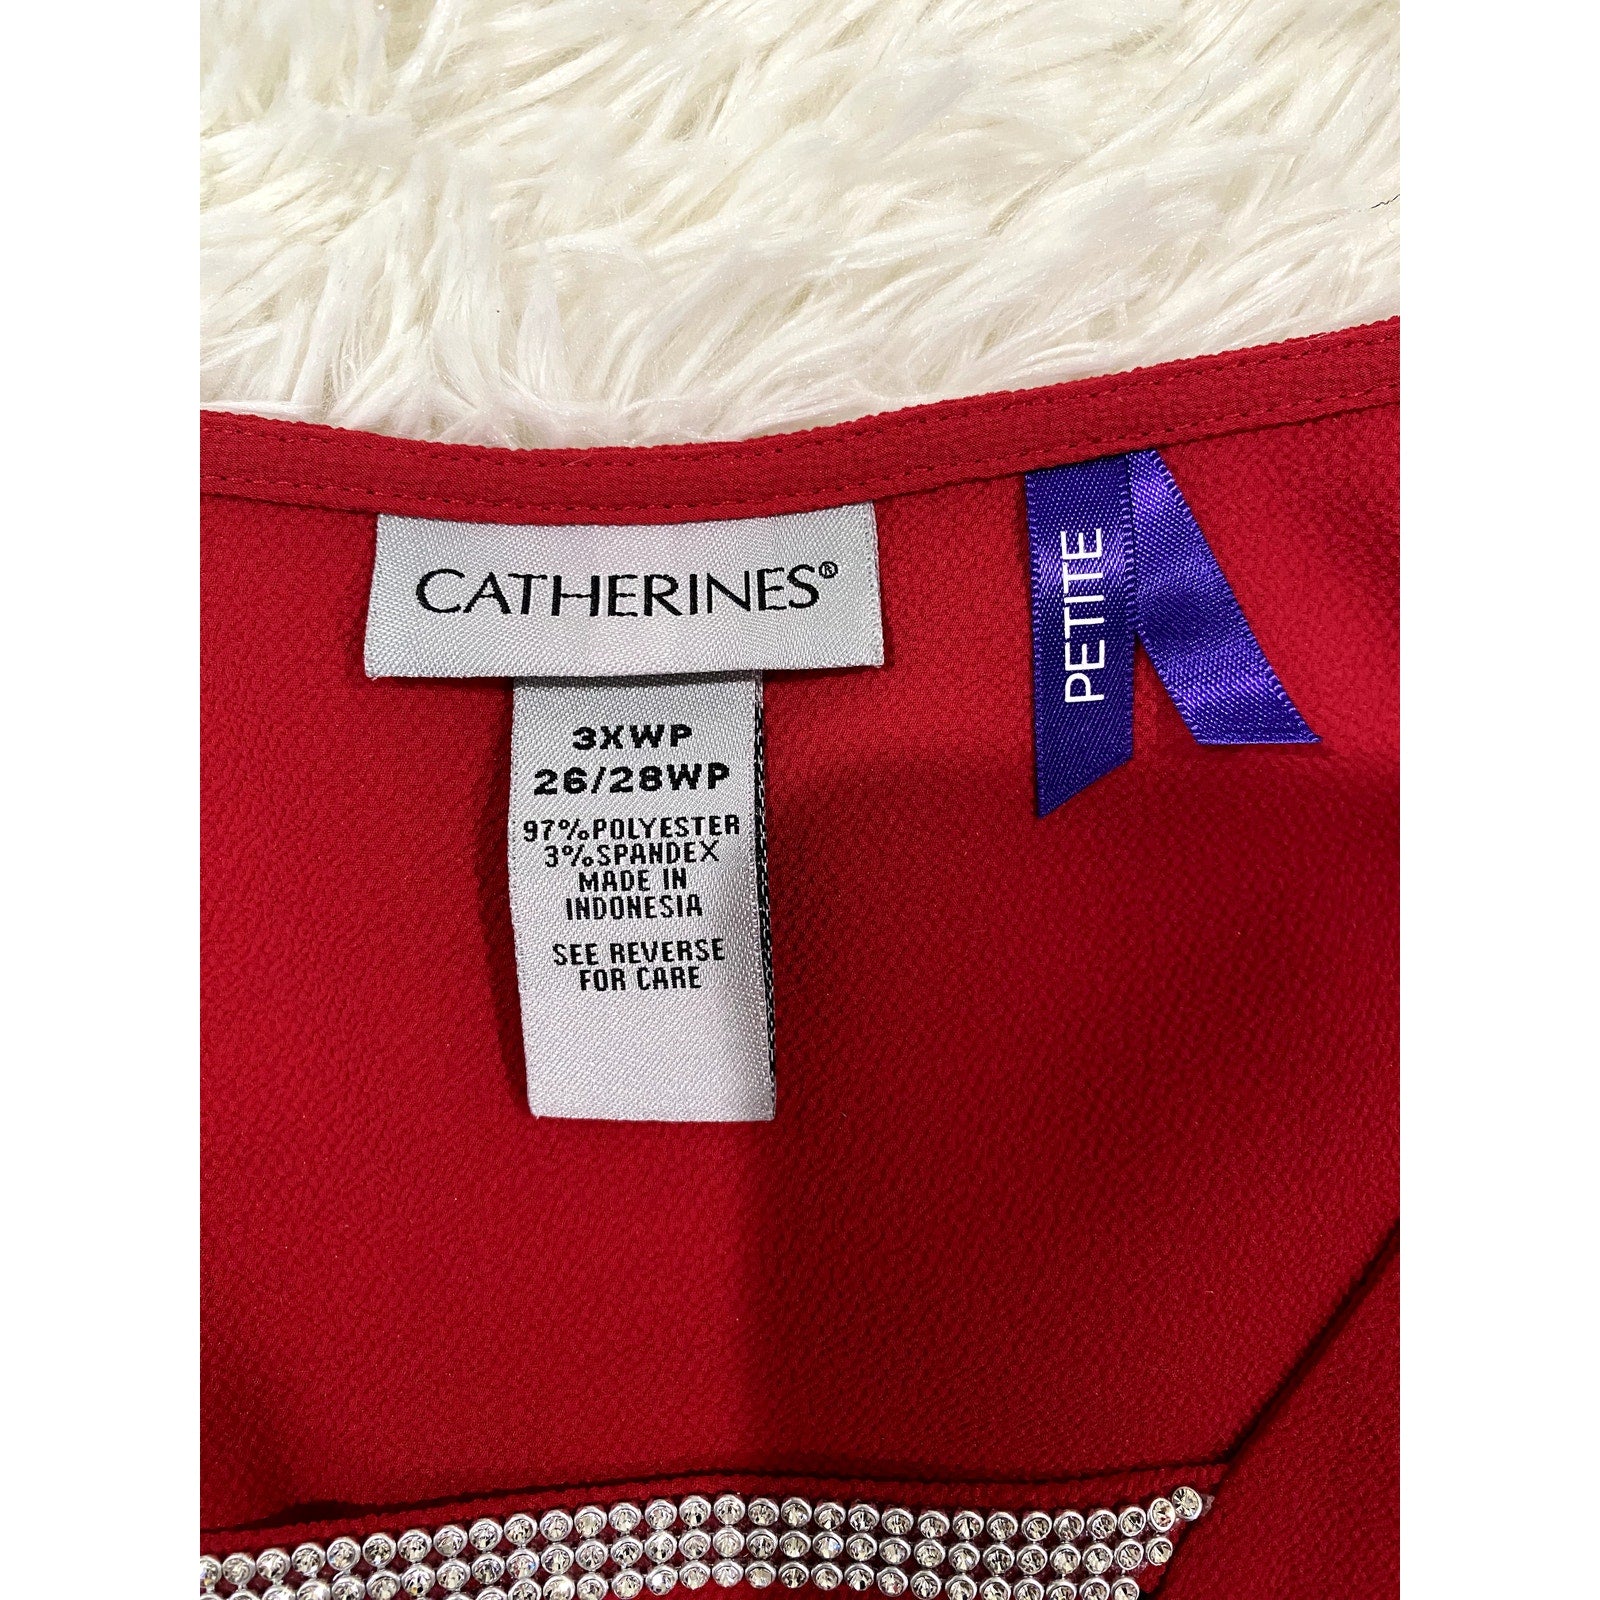 CATHERINES®
PETITE
3XWP
26/28WP
97%POLYESTER
3%SPANDEX
MADE IN
INDONESIA
SEE REVERSE
FOR CARE